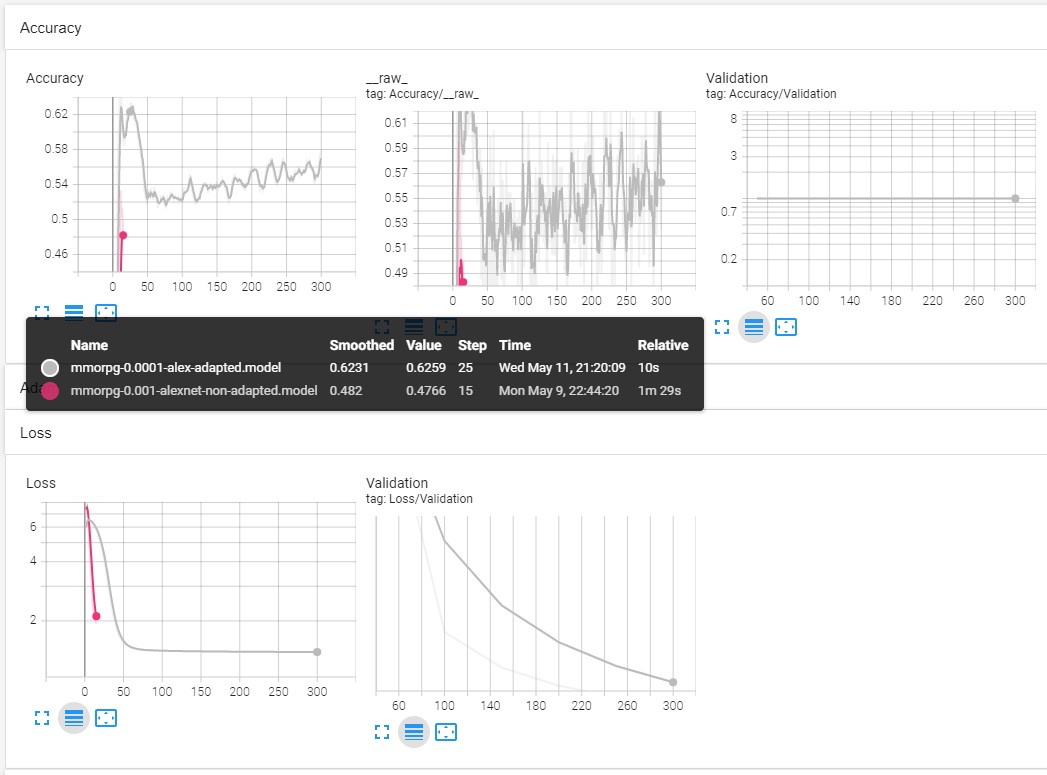 Accuracy
Accuracy
0.62
0.58
0.54
0.5
0.46
0 50 100 150 200 250 300
__raw_
tag: Accuracy/__raw_
0.61
0.59
0.57
0.55
0.53
0.51
0.49
0 50 100 150 200 250 300
Validation
tag: Accuracy/Validation
8
3
0.7
0.2
60 100 140 180 220 260 300
Name Smoothed Value Step Time Relative
mmorpg-0.0001-alex-adapted.model 0.6231 0.6259 25 Wed May 11, 21:20:09 10s
mmorpg-0.001-alexnet-non-adapted.model 0.482 0.4766 15 Mon May 9, 22:44:20 1m 29s
Loss
Loss
6
4
2
0 50 100 150 200 250 300
Validation
tag: Loss/Validation
60 100 140 180 220 260 300